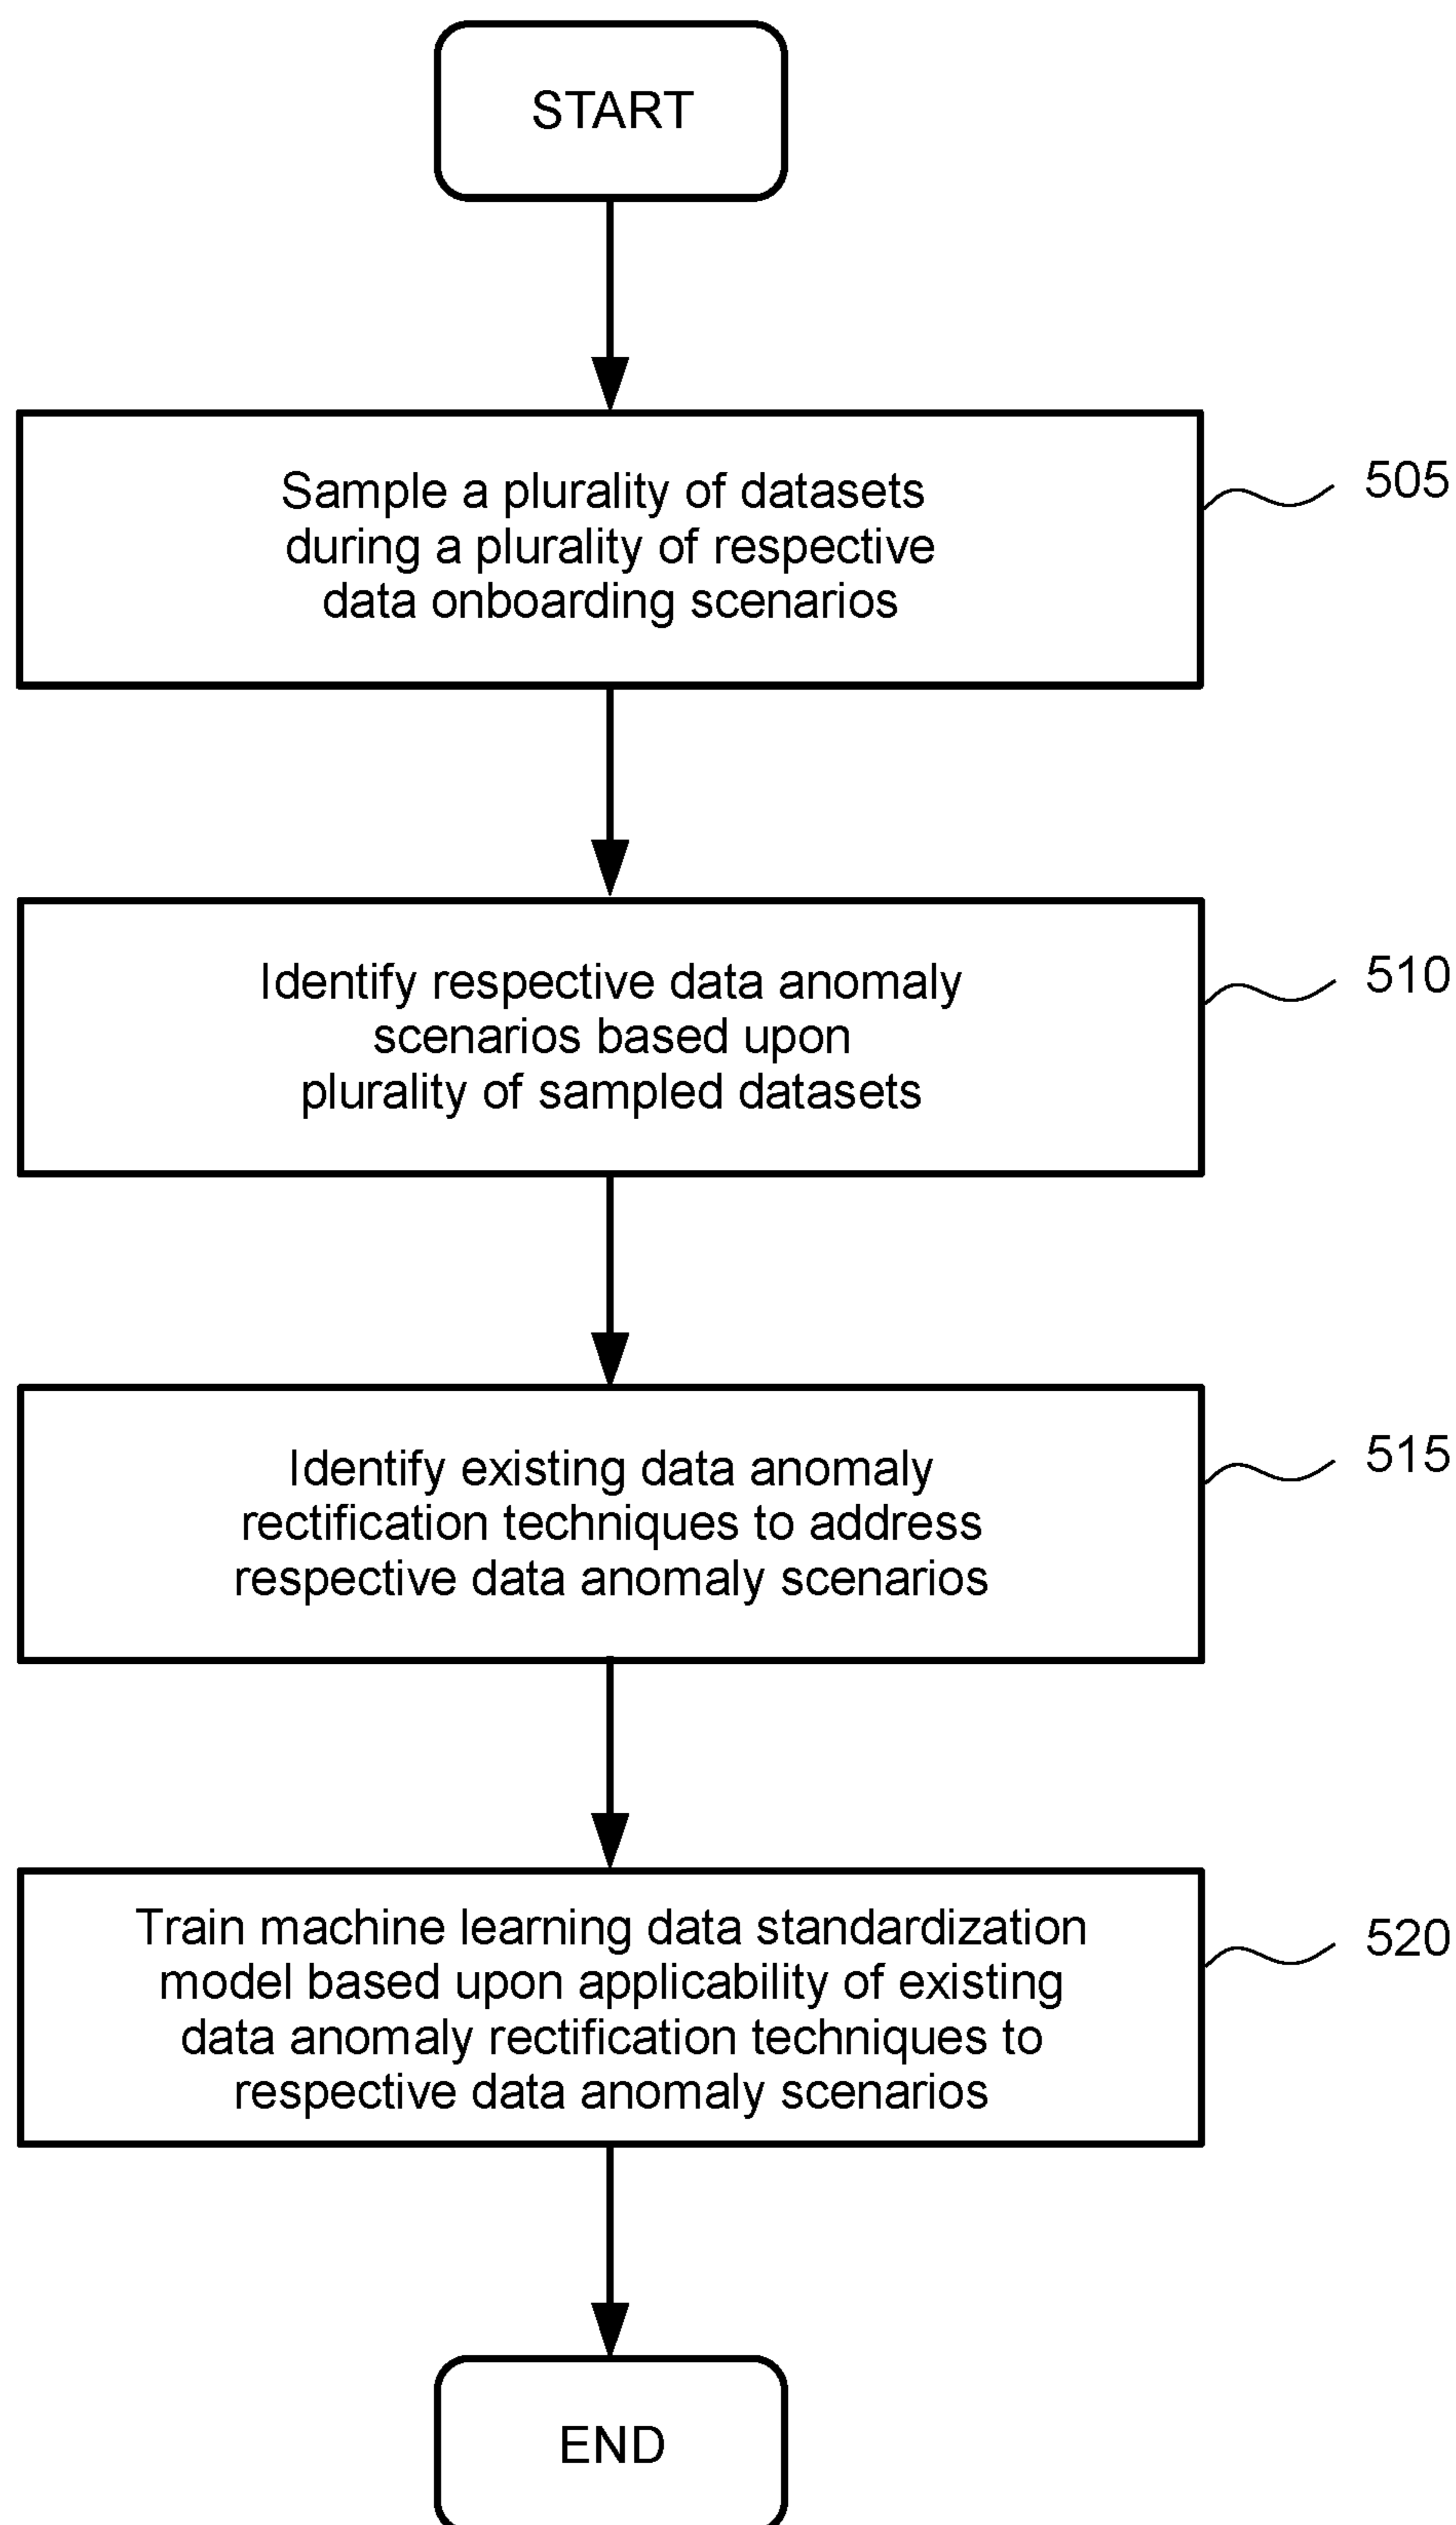 START
Sample a plurality of datasets
during a plurality of respective
data onboarding scenarios
505
Identify respective data anomaly
scenarios based upon
plurality of sampled datasets
510
Identify existing data anomaly
rectification techniques to address
respective data anomaly scenarios
515
Train machine learning data standardization
model based upon applicability of existing
data anomaly rectification techniques to
respective data anomaly scenarios
520
END